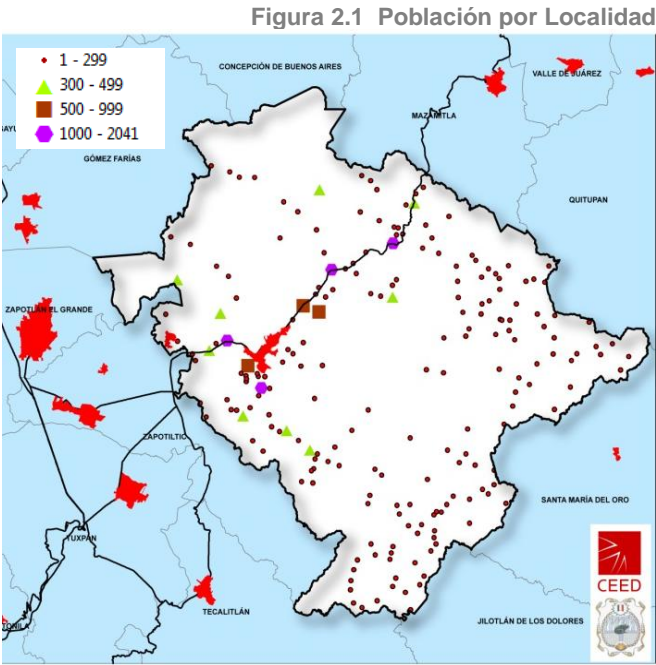 Figura 2.1 Población por Localidad
1 - 299
300 - 499
500 - 999
1000 - 2041
CONCEPCIÓN DE BUENOS AIRES
VALLE DE JUÁREZ
MAZAMITLA
GÓMEZ FARÍAS
QUITUPAN
ZAPOTLÁN EL GRANDE
ZAPOTILTIC
SANTA MARÍA DEL ORO
TUXPAN
CEED
TECALITLÁN
JILOTLÁN DE LOS DOLORES